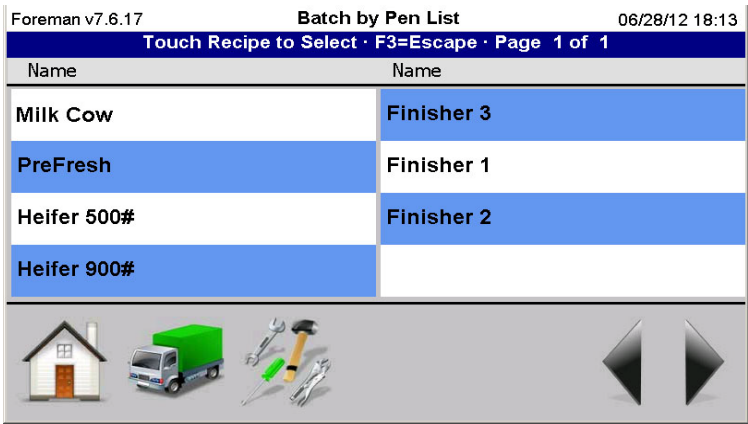 Foreman v7.6.17 Batch by Pen List 06/28/12 18:13
Touch Recipe to Select · F3=Escape · Page 1 of 1
Name Name
Milk Cow Finisher 3
PreFresh Finisher 1
Heifer 500# Finisher 2
Heifer 900#